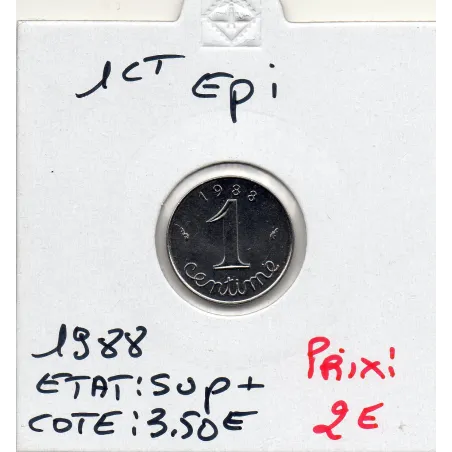 1CT Epi
1988
1
centime
1988
ETAT: SUP+
COTE: 3.50E
PRIX:
2E